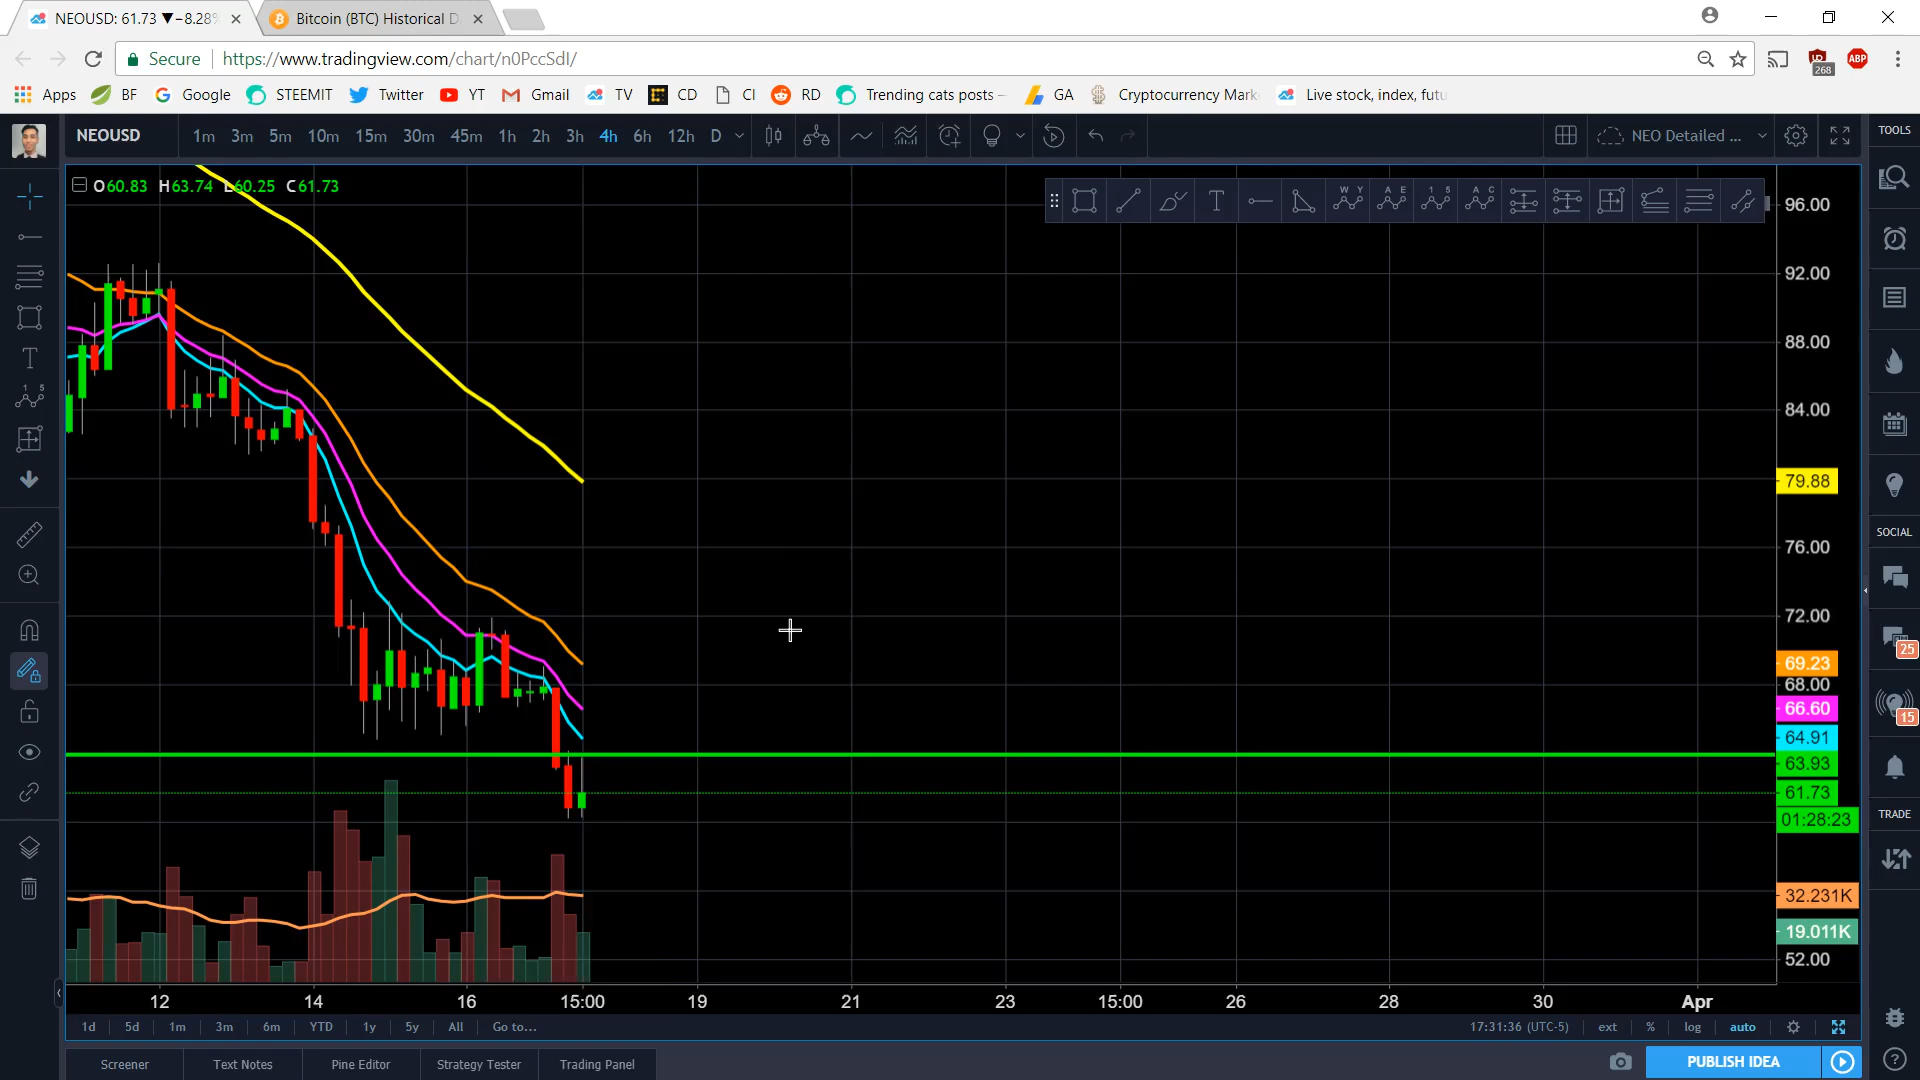 NEOUSD: 61.73 ▼−8.28%
Bitcoin (BTC) Historical D
Secure https://www.tradingview.com/chart/n0PccSdI/
268
ABP
Apps BF Google STEEMIT Twitter YT Gmail TV CD CI RD Trending cats posts – GA Cryptocurrency Mark Live stock, index, futu
NEOUSD 1m 3m 5m 10m 15m 30m 45m 1h 2h 3h 4h 6h 12h D NEO Detailed ... TOOLS
O60.83 H63.74 L60.25 C61.73
W Y A E 1 5 A C
96.00
92.00
88.00
84.00
79.88
76.00
72.00
69.23
68.00
66.60
64.91
63.93
61.73
01:28:23
32.231K
19.011K
52.00
1 5
SOCIAL
25
15
TRADE
12 14 16 15:00 19 21 23 15:00 26 28 30 Apr
1d 5d 1m 3m 6m YTD 1y 5y All Go to... 17:31:36 (UTC-5) ext % log auto
Screener Text Notes Pine Editor Strategy Tester Trading Panel PUBLISH IDEA